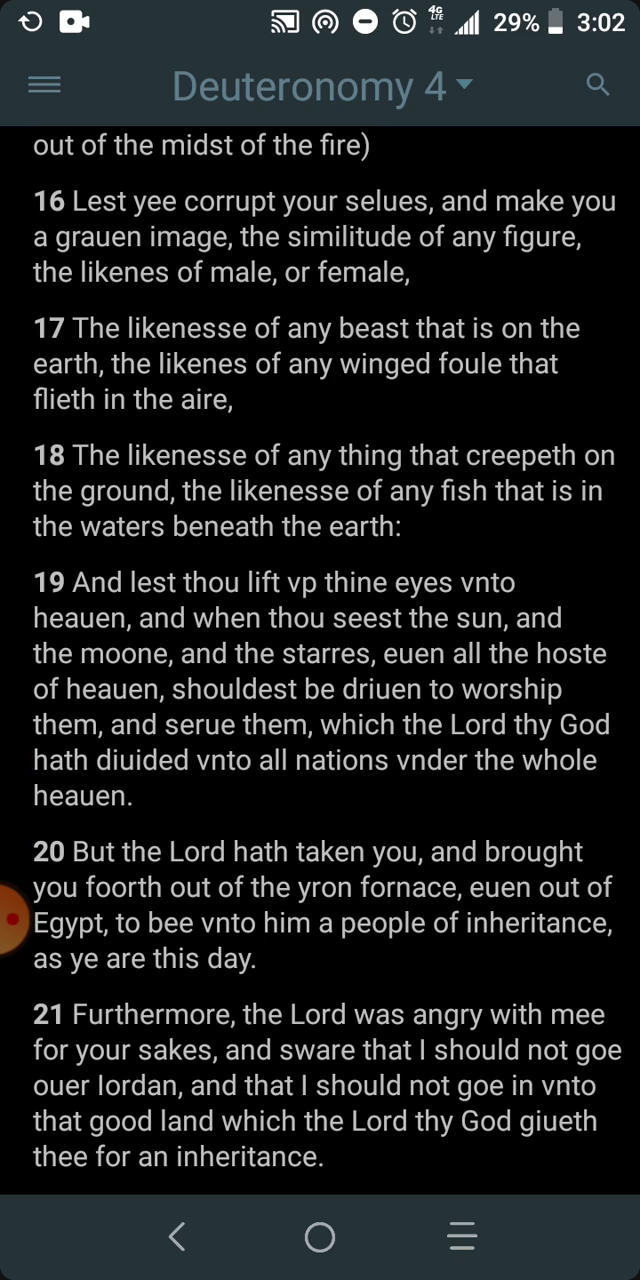 4G
LTE
29%
3:02
Deuteronomy 4
out of the midst of the fire)
16 Lest yee corrupt your selues, and make you
a grauen image, the similitude of any figure,
the likenes of male, or female,
17 The likenesse of any beast that is on the
earth, the likenes of any winged foule that
flieth in the aire,
18 The likenesse of any thing that creepeth on
the ground, the likenesse of any fish that is in
the waters beneath the earth:
19 And lest thou lift vp thine eyes vnto
heauen, and when thou seest the sun, and
the moone, and the starres, euen all the hoste
of heauen, shouldest be driuen to worship
them, and serue them, which the Lord thy God
hath diuided vnto all nations vnder the whole
heauen.
20 But the Lord hath taken you, and brought
you foorth out of the yron fornace, euen out of
Egypt, to bee vnto him a people of inheritance,
as ye are this day.
21 Furthermore, the Lord was angry with mee
for your sakes, and sware that I should not goe
ouer Iordan, and that I should not goe in vnto
that good land which the Lord thy God giueth
thee for an inheritance.